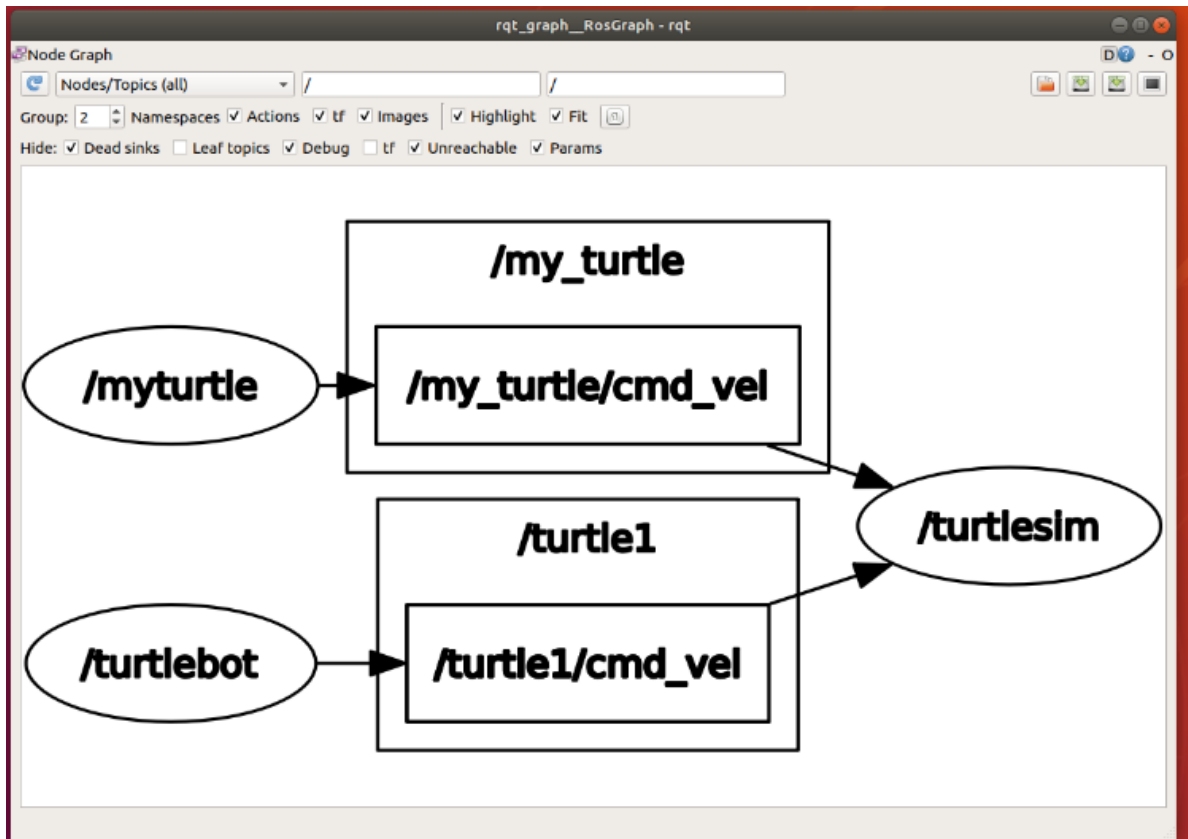 rqt_graph__RosGraph - rqt
Node Graph D - O
Nodes/Topics (all) / /
Group: 2 Namespaces Actions tf Images Highlight Fit
Hide: Dead sinks Leaf topics Debug tf Unreachable Params
/my_turtle
/myturtle /my_turtle/cmd_vel
/turtlesim
/turtle1
/turtlebot /turtle1/cmd_vel